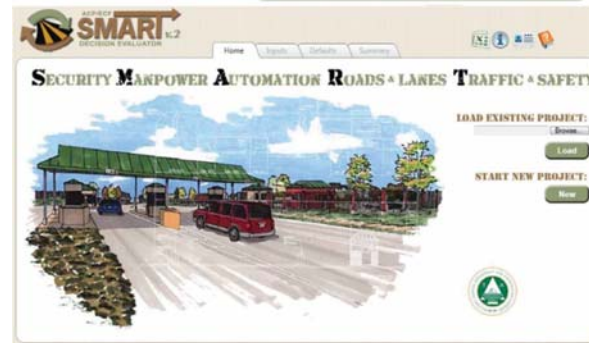 ACP-ECP
SMART v.2
DECISION EVALUATOR
Home Inputs Defaults Summary
SECURITY MANPOWER AUTOMATION ROADS & LANES TRAFFIC & SAFETY
LOAD EXISTING PROJECT:
Browse...
Load
START NEW PROJECT:
New